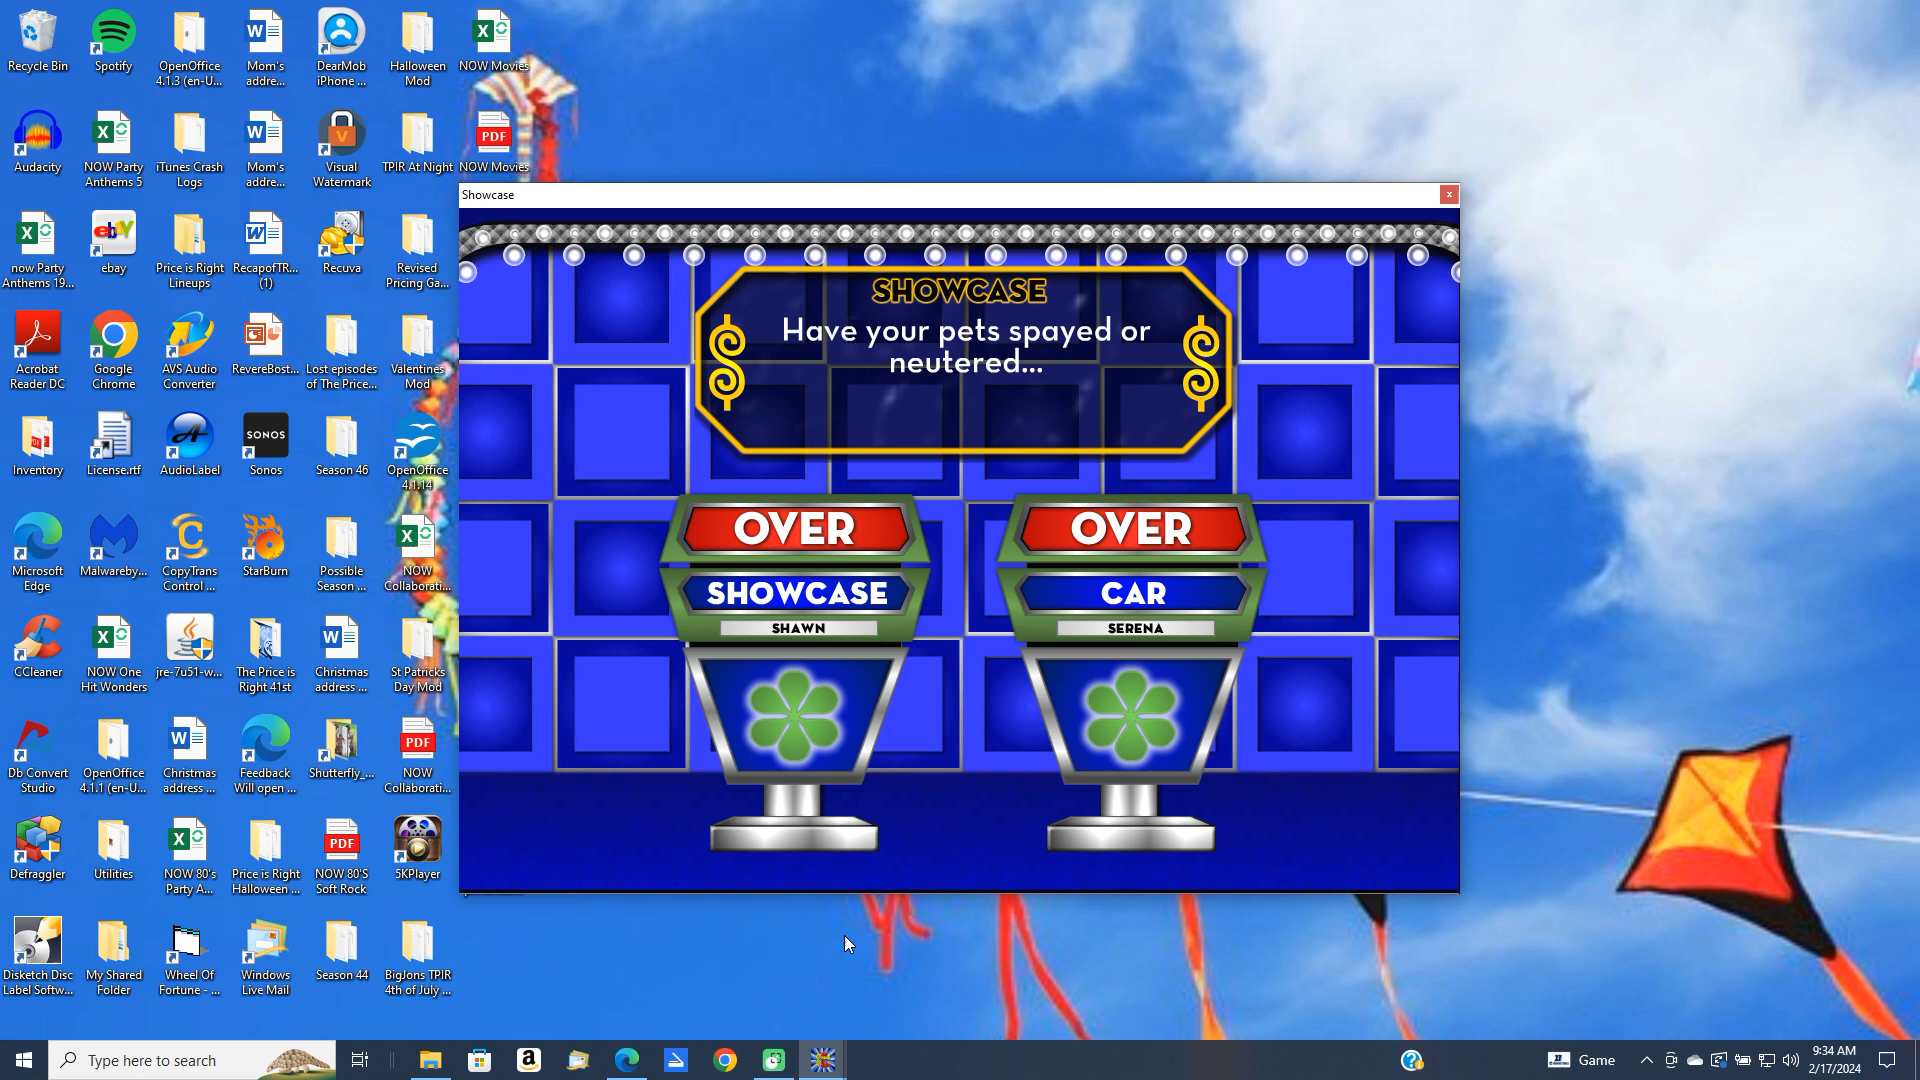 Recycle Bin
Spotify
OpenOffice
4.1.3 (en-U...
Mom's
addre...
DearMob
iPhone ...
Halloween
Mod
NOW Movies
Audacity
NOW Party
Anthems 5
iTunes Crash
Logs
Mom's
addre...
Visual
Watermark
TPIR At Night
PDF
NOW Movies
now Party
Anthems 19...
ebay
ebay
Price is Right
Lineups
RecapofTR...
(1)
Recuva
Revised
Pricing Ga...
Acrobat
Reader DC
Google
Chrome
AVS Audio
Converter
RevereBost...
Lost episodes
of The Price...
Valentines
Mod
Inventory
License.rtf
AudioLabel
SONOS
Sonos
Season 46
OpenOffice
4.1.14
Microsoft
Edge
Malwareby...
CopyTrans
Control ...
StarBurn
Possible
Season ...
NOW
Collaborati...
CCleaner
NOW One
Hit Wonders
jre-7u51-w...
The Price is
Right 41st
Christmas
address ...
St Patricks
Day Mod
Db Convert
Studio
OpenOffice
4.1.1 (en-U...
Christmas
address ...
Feedback
Will open ...
Shutterfly_...
PDF
NOW
Collaborati...
Defraggler
Utilities
NOW 80's
Party A...
Price is Right
Halloween ...
PDF
NOW 80'S
Soft Rock
5KPlayer
Disketch Disc
Label Softw...
My Shared
Folder
Wheel Of
Fortune - ...
Windows
Live Mail
Season 44
BigJons TPIR
4th of July ...
Showcase
x
SHOWCASE
Have your pets spayed or
neutered...
OVER
SHOWCASE
SHAWN
OVER
CAR
SERENA
Type here to search
Game
9:34 AM
2/17/2024